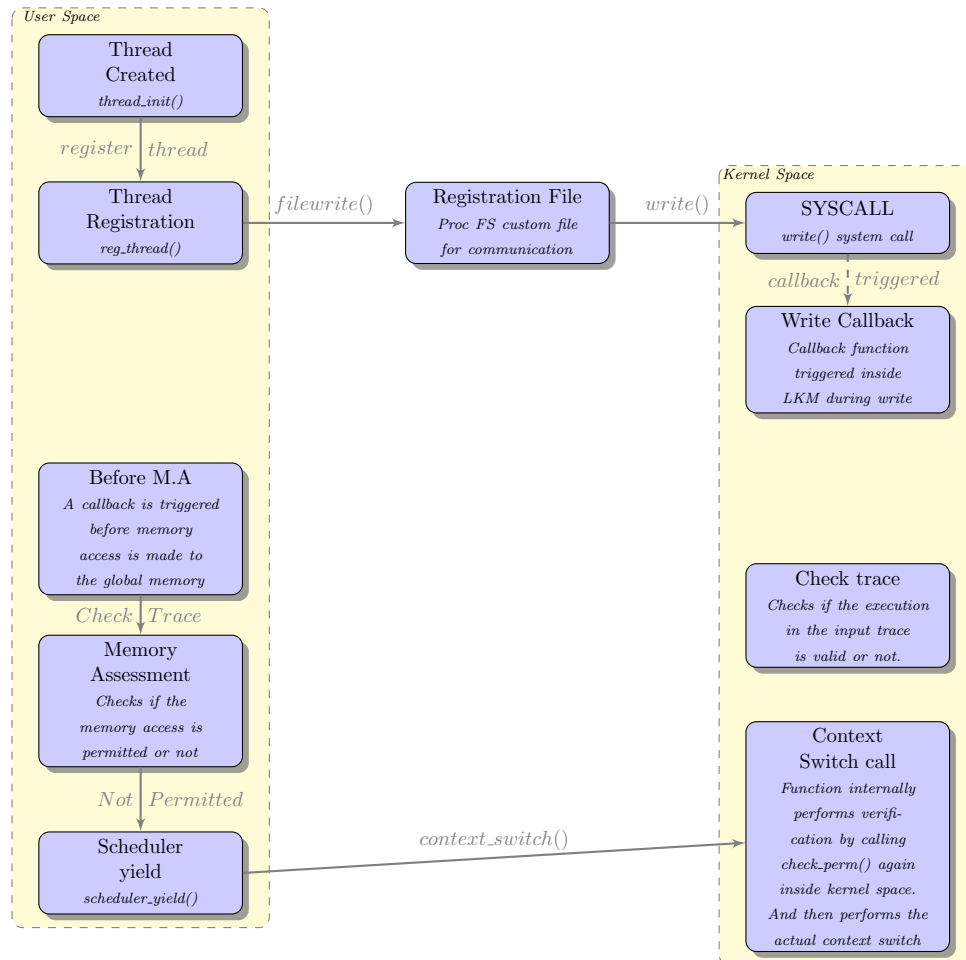 User Space
Thread
Created
thread_init()
register thread
Thread
Registration
reg_thread()
filewrite()
Registration File
Proc FS custom file
for communication
write()
Kernel Space
SYSCALL
write() system call
callback triggered
Write Callback
Callback function
triggered inside
LKM during write
Before M.A
A callback is triggered
before memory
access is made to
the global memory
Check Trace
Memory
Assessment
Checks if the
memory access is
permitted or not
Not Permitted
Scheduler
yield
scheduler_yield()
context_switch()
Check trace
Checks if the execution
in the input trace
is valid or not.
Context
Switch call
Function internally
performs verifi-
cation by calling
check_perm() again
inside kernel space.
And then performs the
actual context switch